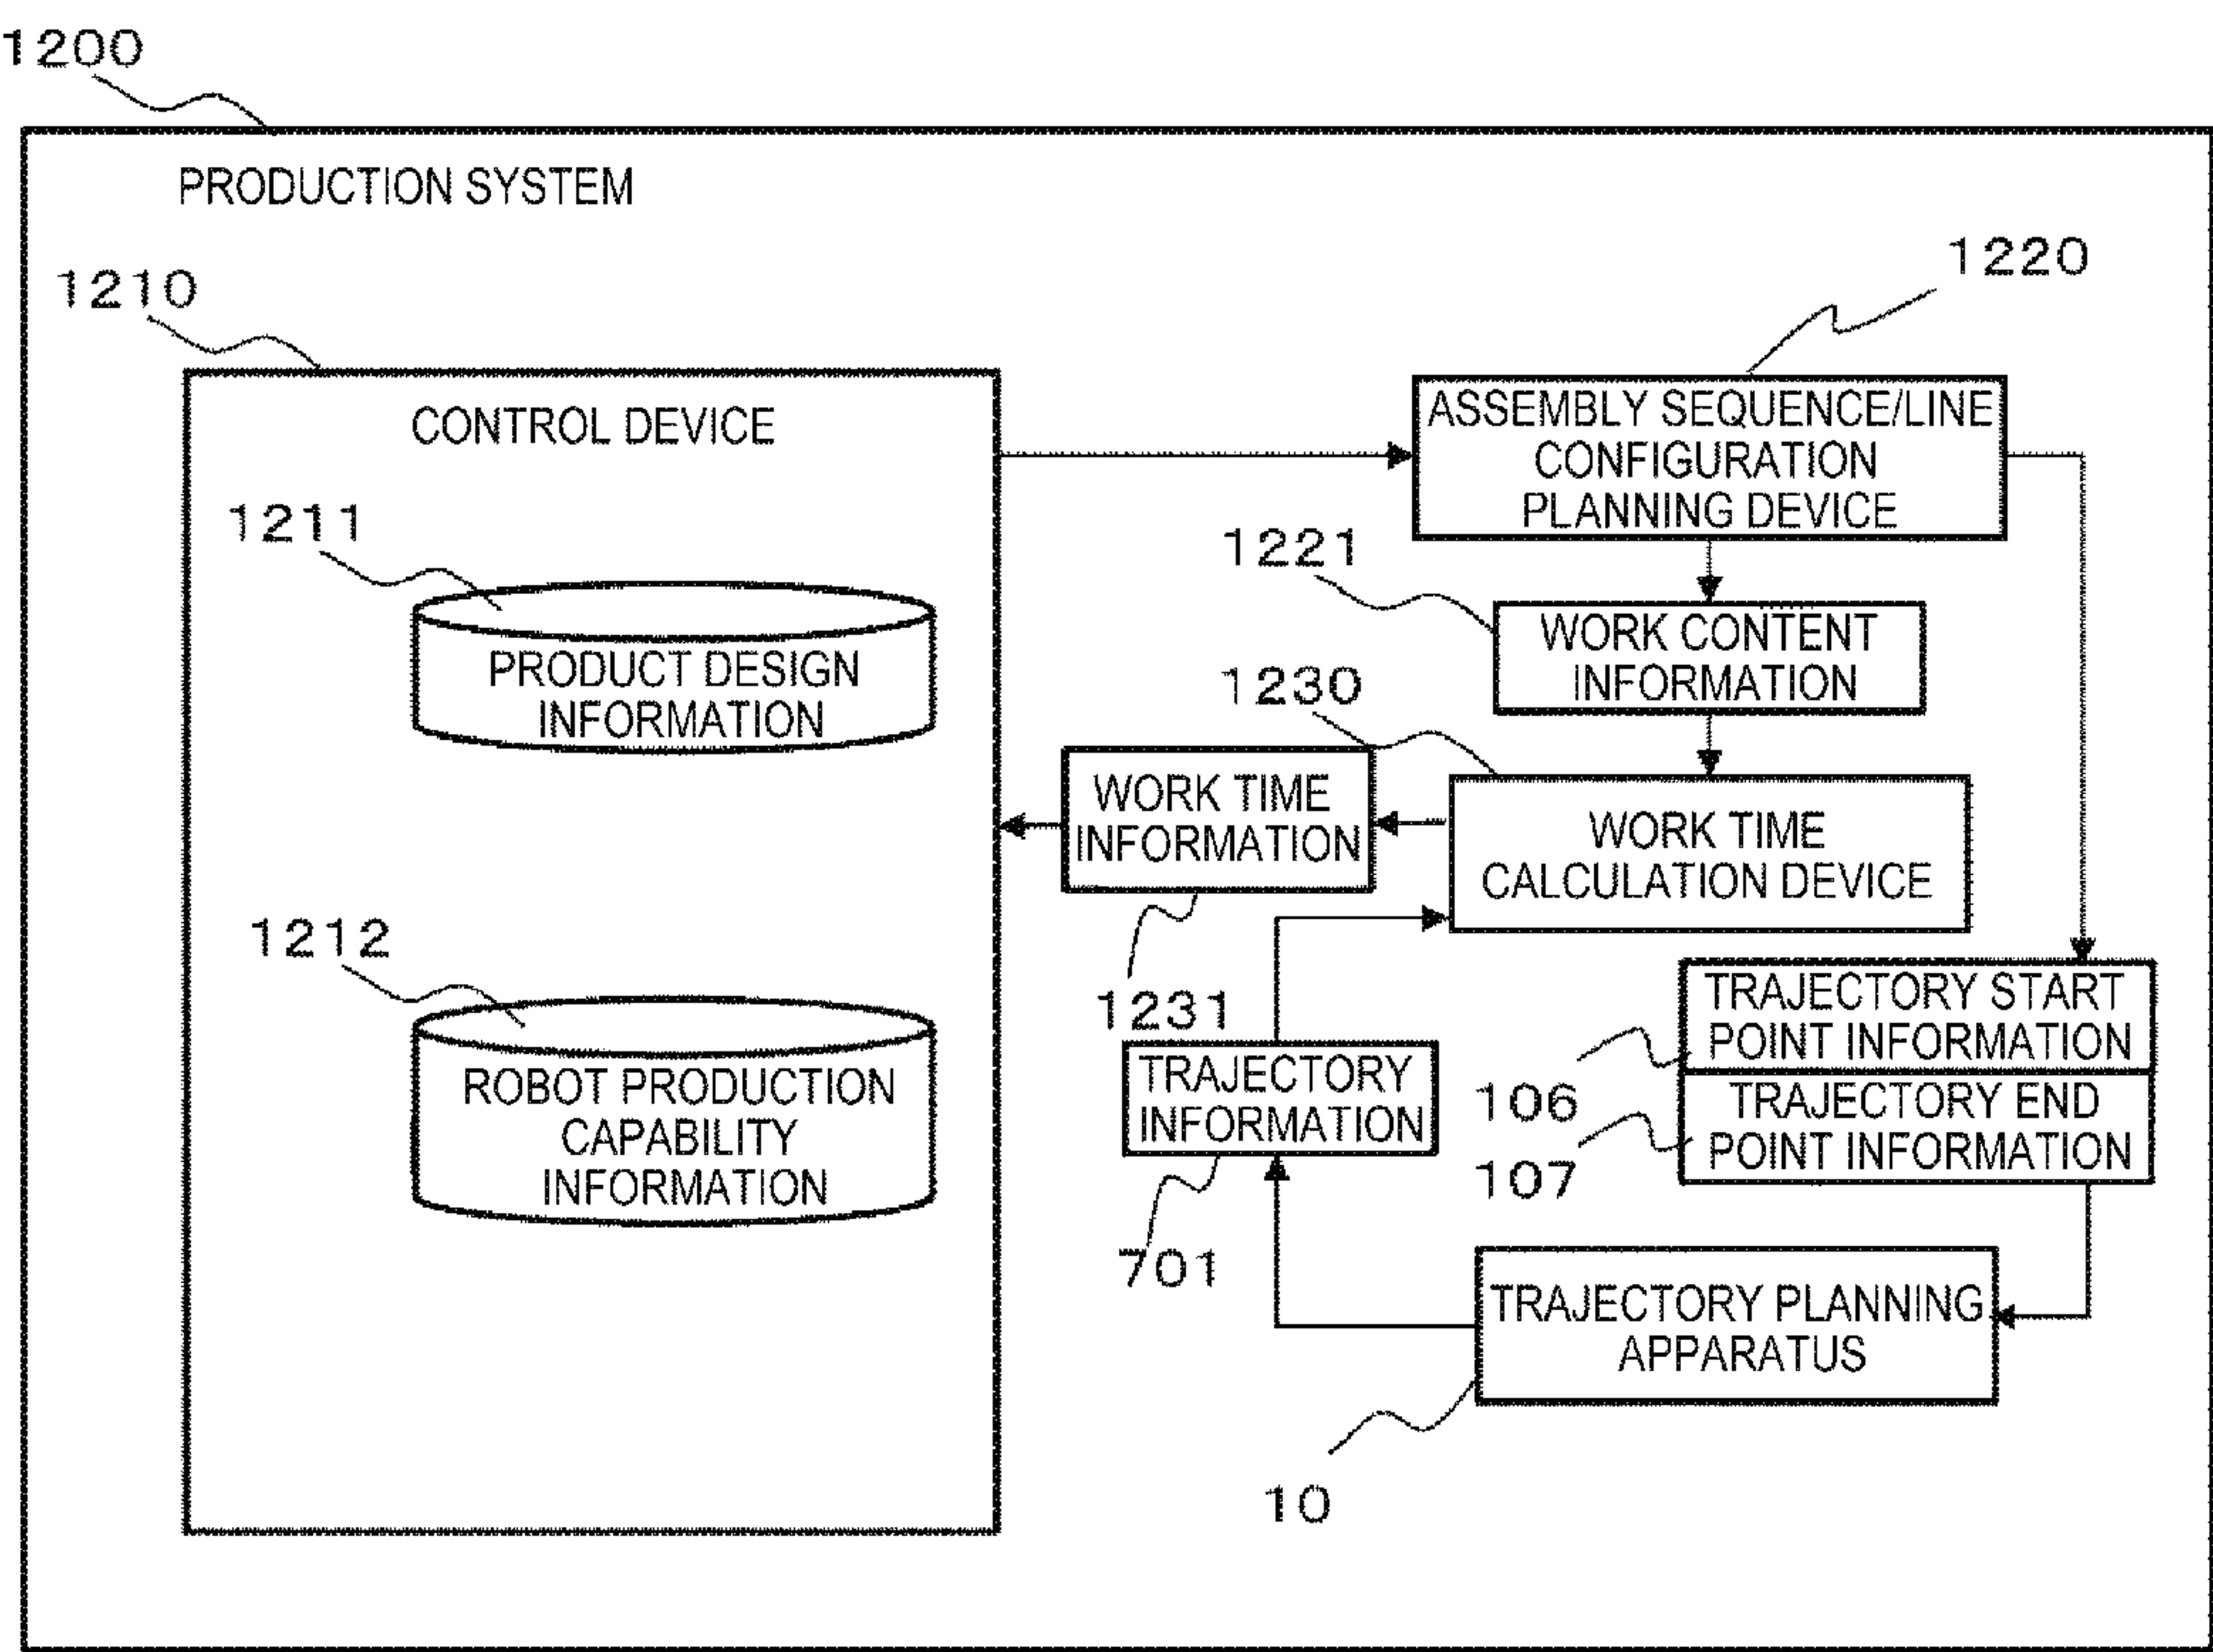 1200
PRODUCTION SYSTEM
1210
CONTROL DEVICE
1211
PRODUCT DESIGN
INFORMATION
1212
ROBOT PRODUCTION
CAPABILITY
INFORMATION
1220
ASSEMBLY SEQUENCE/LINE
CONFIGURATION
PLANNING DEVICE
1221
WORK CONTENT
INFORMATION
1230
WORK TIME
CALCULATION DEVICE
WORK TIME
INFORMATION
1231
TRAJECTORY
INFORMATION
701
TRAJECTORY START
POINT INFORMATION
106
TRAJECTORY END
POINT INFORMATION
107
TRAJECTORY PLANNING
APPARATUS
10